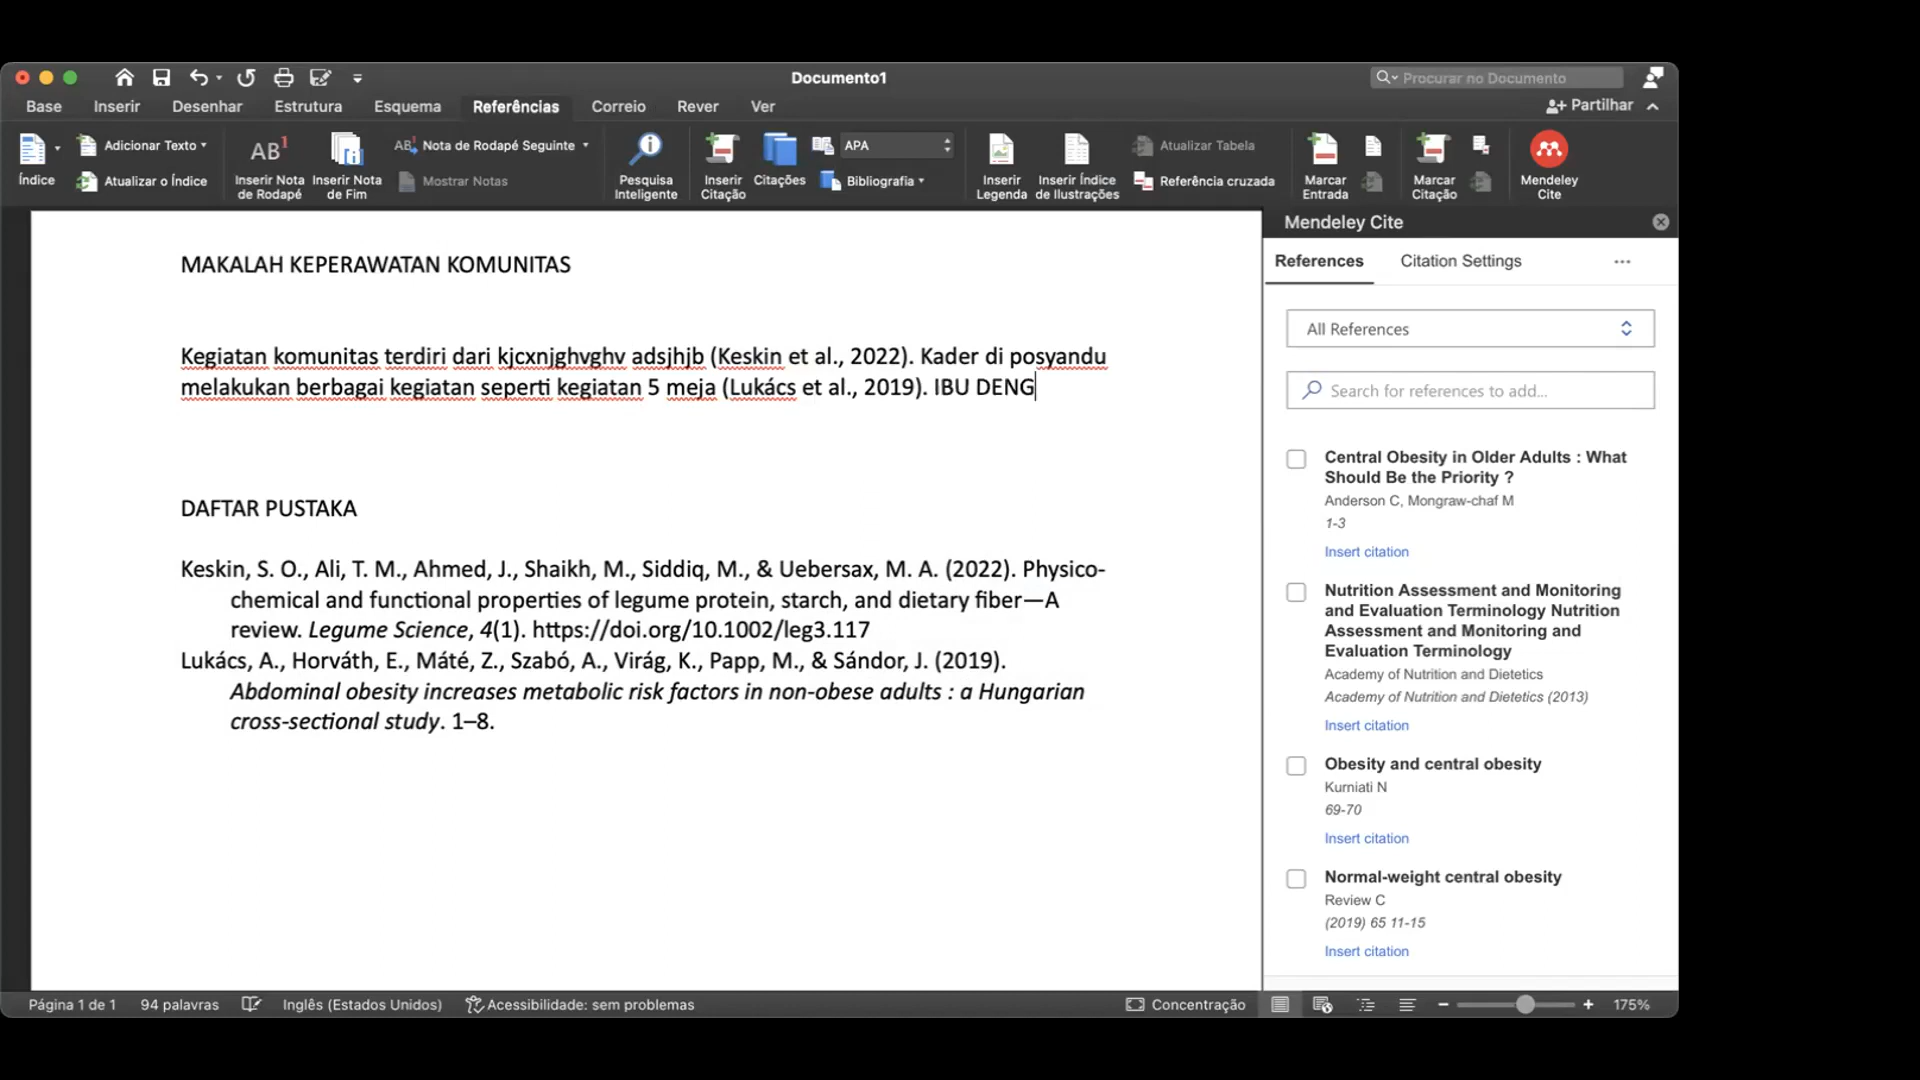 Documento1
Procurar no Documento
Base Inserir Desenhar Estrutura Esquema Referências Correio Rever Ver
Partilhar
Índice
Adicionar Texto
Atualizar o Índice
AB1
Inserir Nota
de Rodapé
Inserir Nota
de Fim
AB1 Nota de Rodapé Seguinte
Mostrar Notas
Pesquisa
Inteligente
Inserir
Citação
Citações
APA
Bibliografia
Inserir
Legenda
Inserir Índice
de Ilustrações
Atualizar Tabela
Referência cruzada
Marcar
Entrada
Marcar
Citação
Mendeley
Cite
MAKALAH KEPERAWATAN KOMUNITAS
Kegiatan komunitas terdiri dari kjcxnjghvghv adsjhjb (Keskin et al., 2022). Kader di posyandu
melakukan berbagai kegiatan seperti kegiatan 5 meja (Lukács et al., 2019). IBU DENG
DAFTAR PUSTAKA
Keskin, S. O., Ali, T. M., Ahmed, J., Shaikh, M., Siddiq, M., & Uebersax, M. A. (2022). Physico-
chemical and functional properties of legume protein, starch, and dietary fiber—A
review. Legume Science, 4(1). https://doi.org/10.1002/leg3.117
Lukács, A., Horváth, E., Máté, Z., Szabó, A., Virág, K., Papp, M., & Sándor, J. (2019).
Abdominal obesity increases metabolic risk factors in non-obese adults : a Hungarian
cross-sectional study. 1–8.
Mendeley Cite
References Citation Settings ...
All References
Search for references to add...
Central Obesity in Older Adults : What
Should Be the Priority ?
Anderson C, Mongraw-chaf M
1-3
Insert citation
Nutrition Assessment and Monitoring
and Evaluation Terminology Nutrition
Assessment and Monitoring and
Evaluation Terminology
Academy of Nutrition and Dietetics
Academy of Nutrition and Dietetics (2013)
Insert citation
Obesity and central obesity
Kurniati N
69-70
Insert citation
Normal-weight central obesity
Review C
(2019) 65 11-15
Insert citation
Página 1 de 1 94 palavras Inglês (Estados Unidos) Acessibilidade: sem problemas Concentração 175%